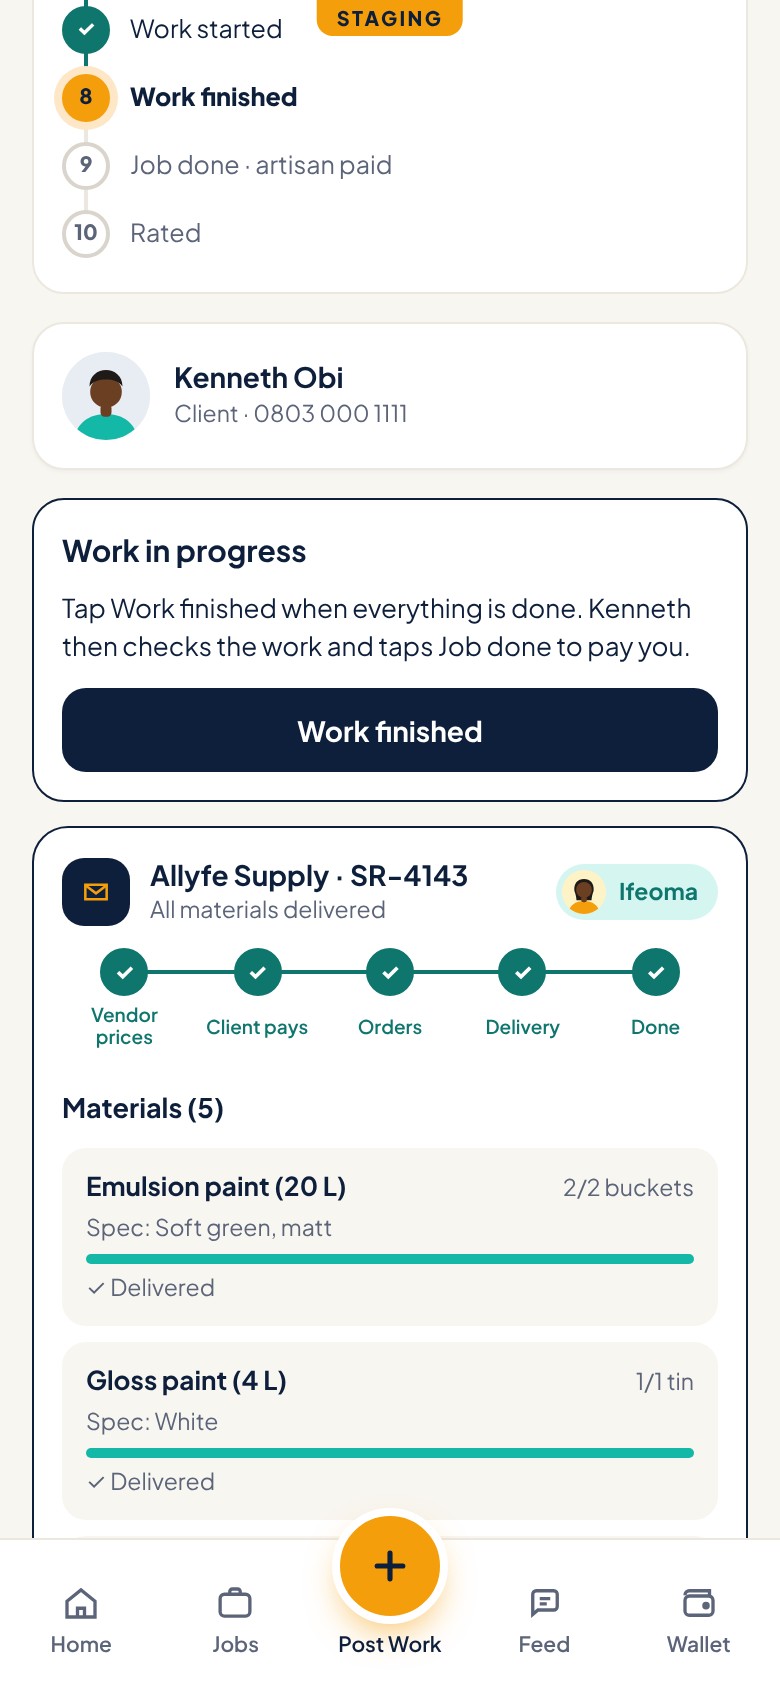 STAGING
Work started
8
Work finished
9
Job done · artisan paid
10
Rated
Kenneth Obi
Client · 0803 000 1111
Work in progress
Tap Work finished when everything is done. Kenneth
then checks the work and taps Job done to pay you.
Work finished
Allyfe Supply · SR-4143
All materials delivered
Ifeoma
Vendor
prices
Client pays
Orders
Delivery
Done
Materials (5)
Emulsion paint (20 L)
2/2 buckets
Spec: Soft green, matt
✓ Delivered
Gloss paint (4 L)
1/1 tin
Spec: White
✓ Delivered
Home
Jobs
Post Work
Feed
Wallet